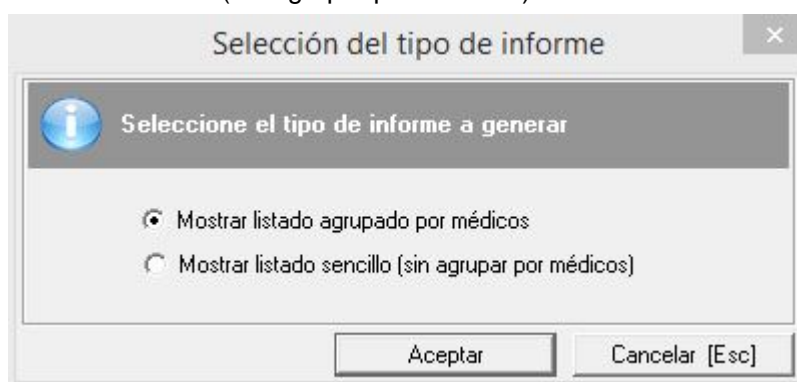 Selección del tipo de informe
Seleccione el tipo de informe a generar
Mostrar listado agrupado por médicos
Mostrar listado sencillo (sin agrupar por médicos)
Aceptar
Cancelar [Esc]